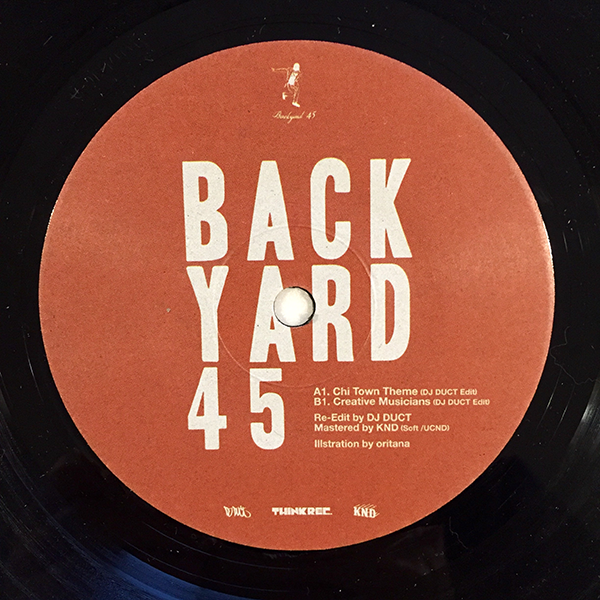 Backyard 45
BACK
YARD
45
A1. Chi Town Theme (DJ DUCT Edit)
B1. Creative Musicians (DJ DUCT Edit)
Re-Edit by DJ DUCT
Mastered by KND (Soft /UCND)
Illstration by oritana
THINKREC.
KND